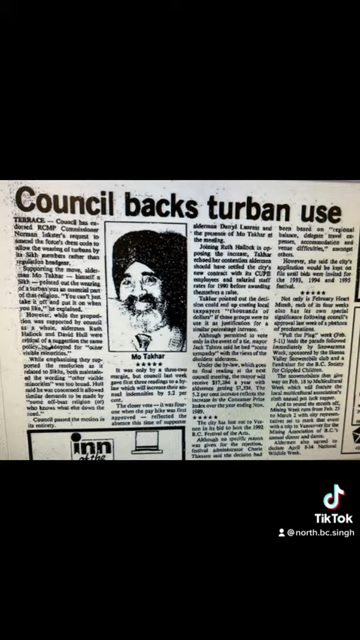 Council backs turban use
TERRACE — Council has en-
dorsed RCMP Commissioner
Norman Inkster's request to
amend the force's dress code to
allow the wearing of turbans by
its Sikh members rather than
regulation headgear.
Supporting the move, alder-
man Mo Takhar — himself a
Sikh — pointed out the wearing
of a turban was an essential part
of that religion. "You can't just
take it off and put it on when
you like," he explained.
However, while the propos-
ition was supported by council
as a whole, aldermen Ruth
Hallock and David Hull were
critical of a suggestion the same
policy be adopted for "other
visible minorities."
While emphasising they sup-
ported the resolution as it
related to Sikhs, both maintain-
ed the wording "other visible
minorities" was too broad. Hull
said he was concerned it allowed
similar demands to be made by
"some off-beat religion (or)
who knows what else down the
road."
Council passed the motion in
its entirety.
Mo Takhar
It was only by a three-two
margin, but council last week
gave first three readings to a by-
law which will increase their an-
nual indemnities by 5.2 per
cent.
The closer vote — it was four-
one when the pay hike was first
approved — reflected the
absence this time of supporter
alderman Darryl Laurent and
the presence of Mo Takhar at
the meeting.
Joining Ruth Hallock in op-
posing the increase, Takhar
echoed her contention aldermen
should have settled the city's
new contract with its CUPE
employees and salaried staff
rates for 1990 before awarding
themselves a raise.
Takhar pointed out the deci-
sion could end up costing local
taxpayers "thousands of
dollars" if those groups were to
use it as justification for a
similar percentage increase.
Although permitted to vote
only in the event of a tie, mayor
Jack Talstra said he had "some
sympathy" with the views of the
dissident aldermen.
Under the by-law, which goes
to final reading at the next
council meeting, the mayor will
receive $17,284 a year with
aldermen getting
The 5.2 per cent increase reflects the
increase in the Consumer Price
Index over the year ending Nov.
1989.
★★★★★
The city has lost out to Ver-
non in its bid to host the 1992
B.C. Festival of the Arts.
Although no specific reason
was given for the rejection,
festival administrator Cherie
Thiessen said the decision had
been based on "regional
balance, delegate travel ex-
penses, accommodation and
venue difficulties," amongst
others.
However, she said the city's
application would be kept on
file until bids were invited for
the 1993, 1994 and 1995
festival.
★★★★★
Not only is February Heart
Month, each of its four weeks
also has its own special
significance following council's
approval last week of a plethora
of proclamations.
"Pull the Plug" week (Feb.
5-11) leads the parade followed
immediately by Snowarama
Week, sponsored by the Skeena
Valley Snowmobile club and a
fundraiser for the B.C. Society
for Crippled Children.
The snowmobiles then give
way on Feb. 18 to Multicultural
Week which will feature the
local multicultural association's
sixth annual pot luck supper.
And to round the month off,
Mining Week runs from Feb. 25
to March 2 with city represen-
tatives set to mark that event
with a trip to Vancouver for the
Mining Association of B.C.'s
annual dinner and dance.
Aldermen also agreed to
declare April 8-14 National
Wildlife Week.
inn
of the
TikTok
@north.bc.singh